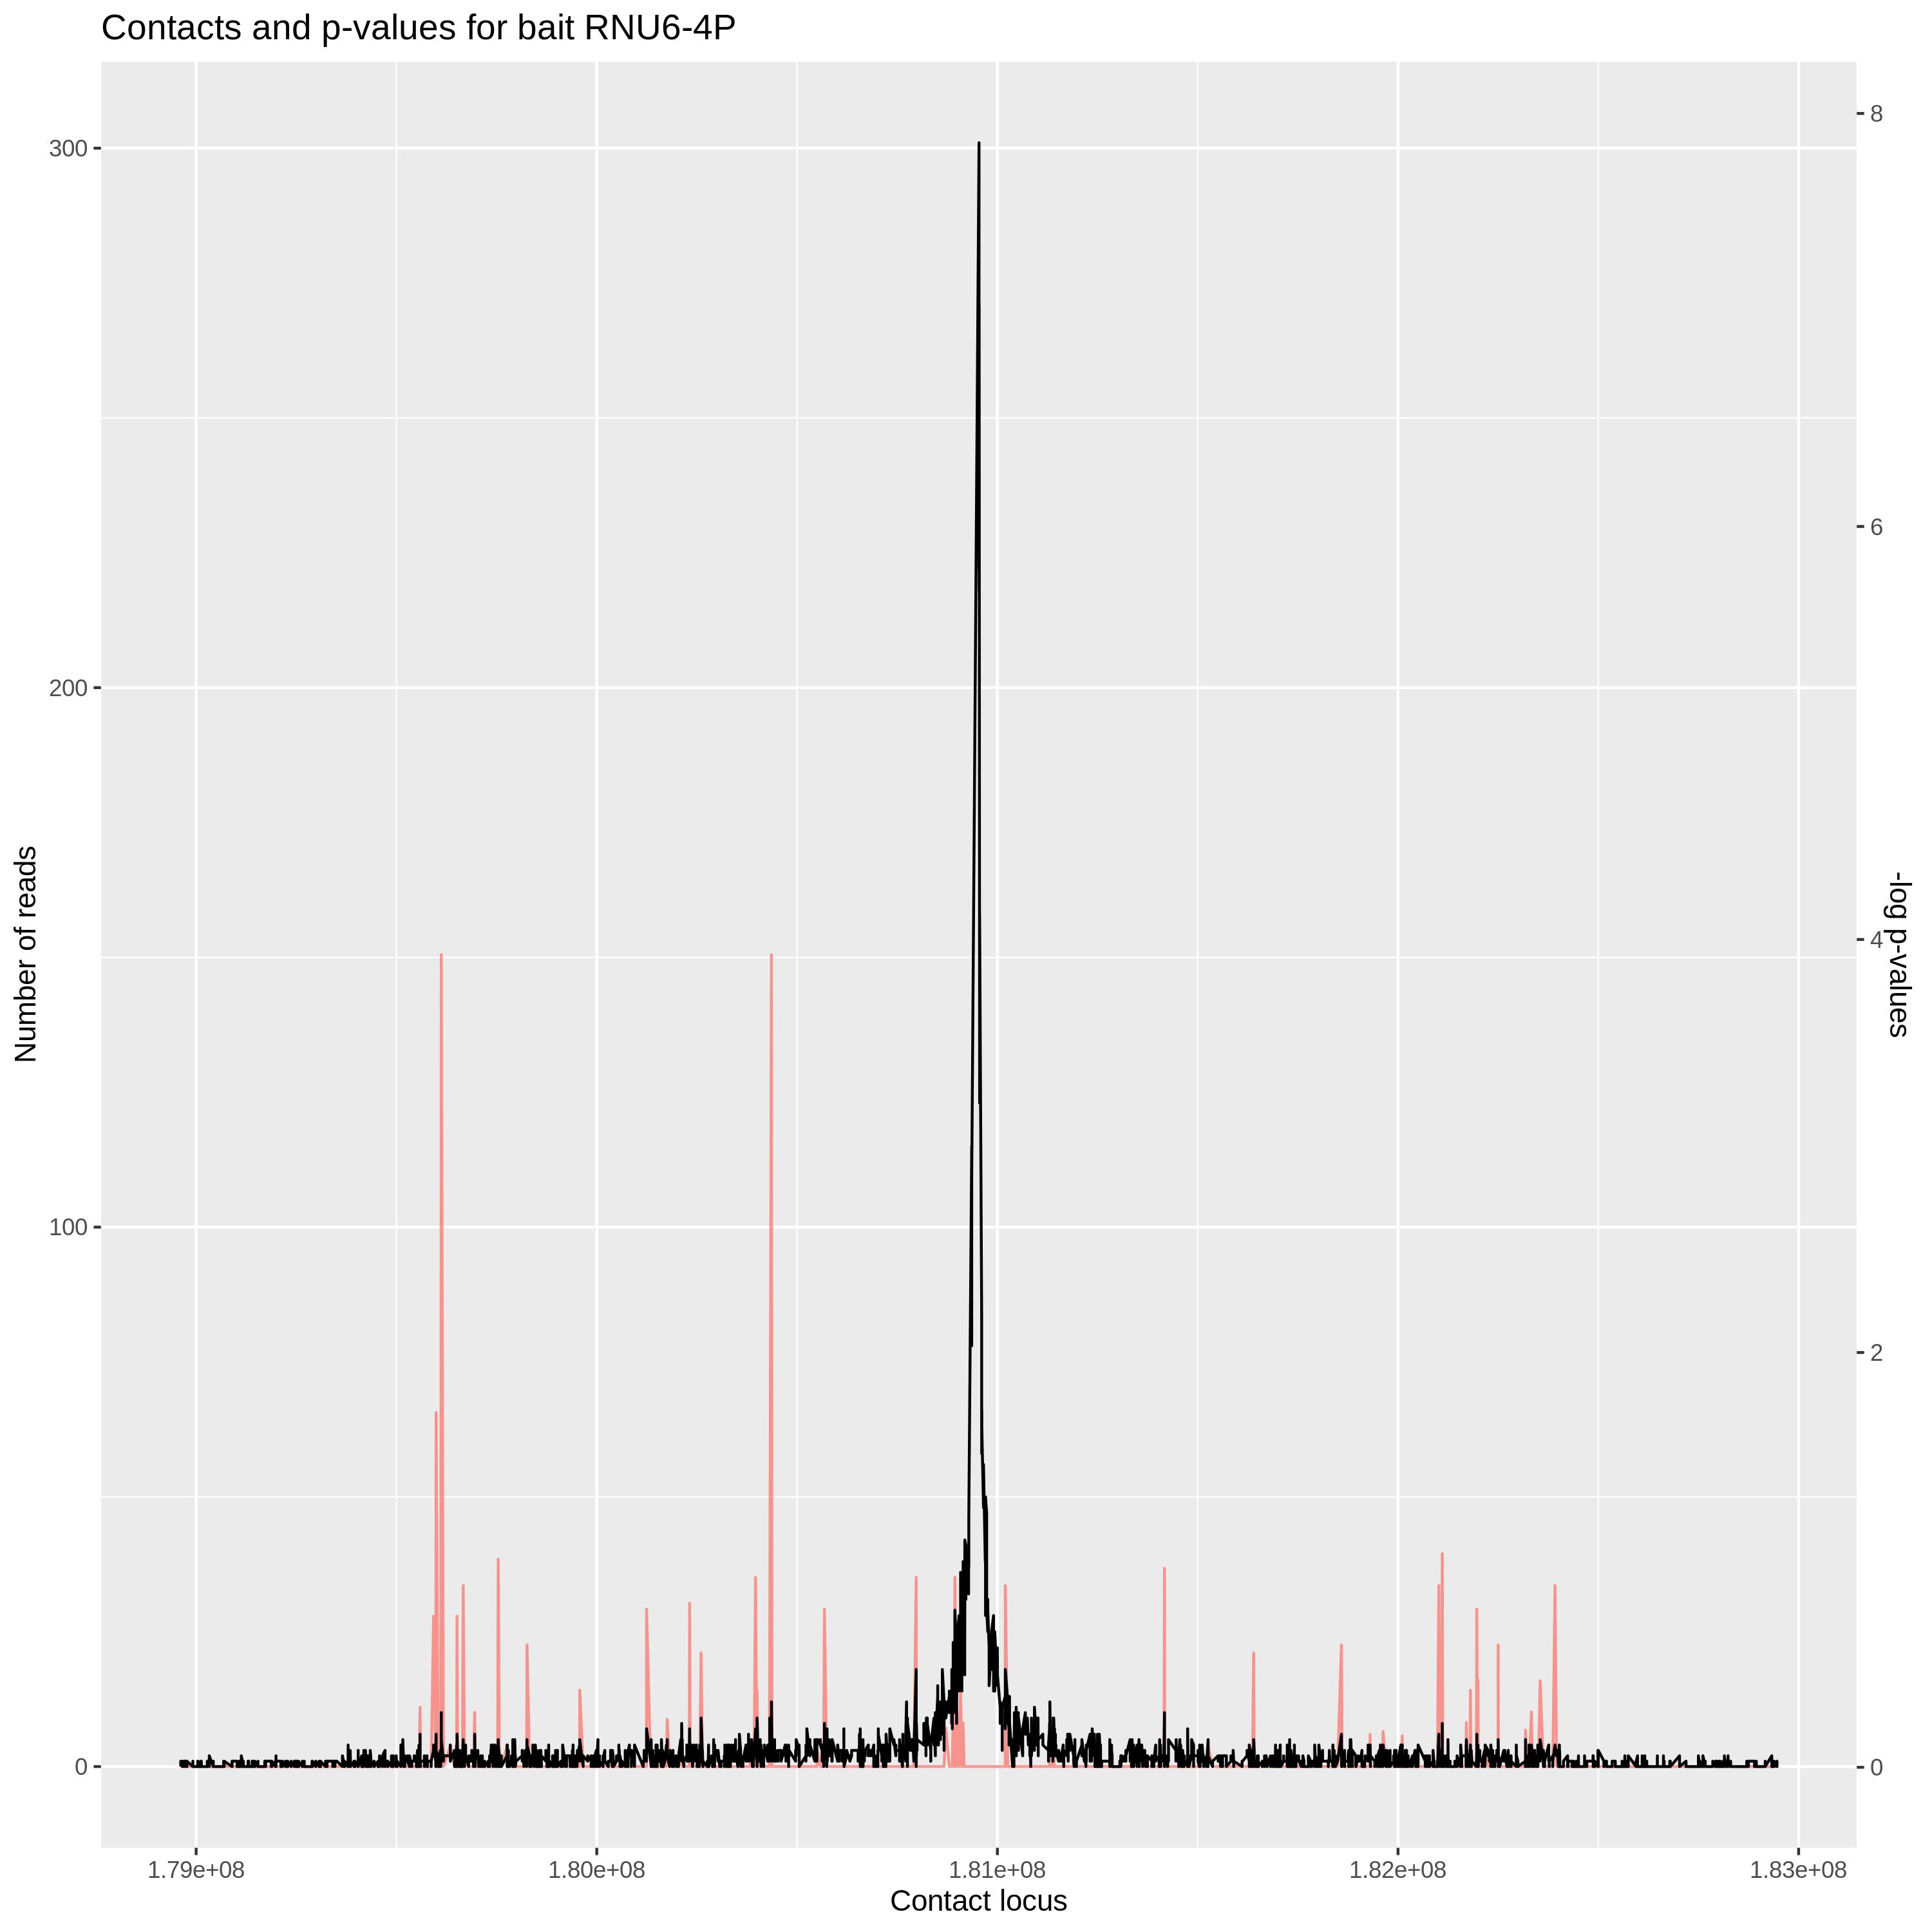 Contacts and p-values for bait RNU6-4P
300
200
100
0
Number of reads
8
6
4
2
0
-log p-values
1.79e+08
1.80e+08
1.81e+08
1.82e+08
1.83e+08
Contact locus